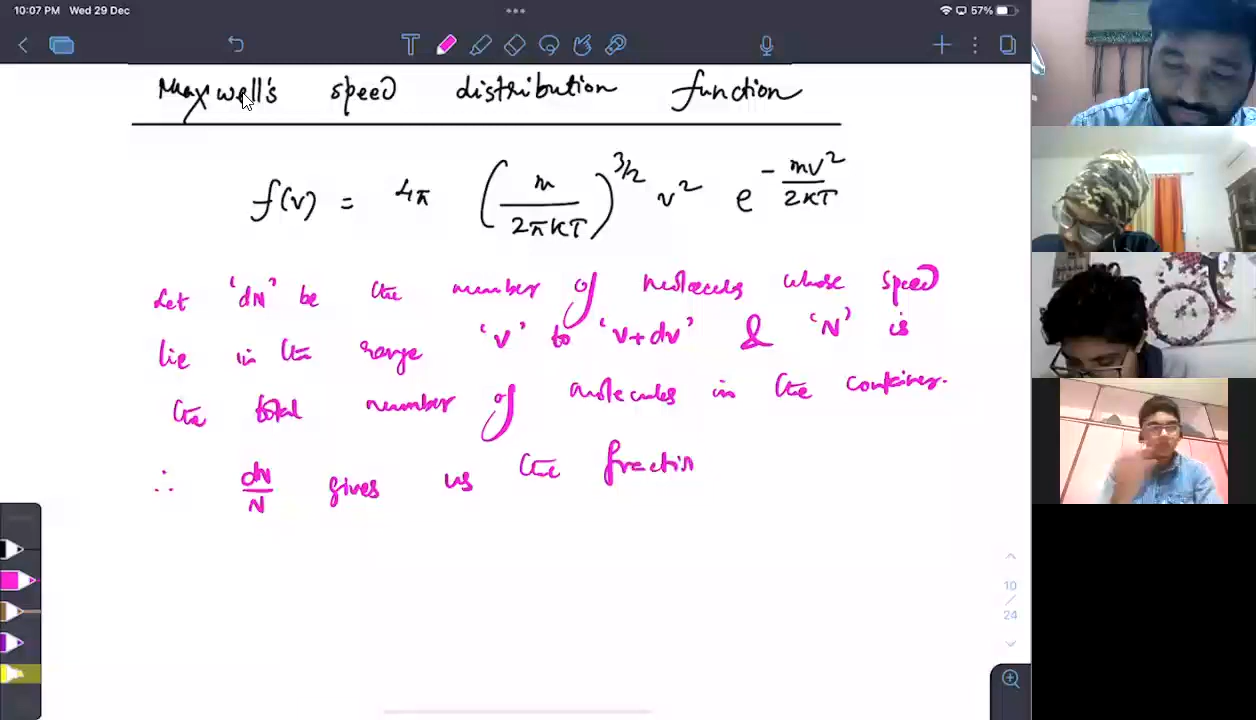 10:07 PM Wed 29 Dec
57%
Maxwell's speed distribution function
f(v) = 4π (m/2πKT)^3/2 v² e^-mv²/2KT
Let 'dN' be the number of molecules whose speed
lie in the range 'v' to 'v+dv' & 'N' is
the total number of molecules in the container.
∴ dN/N gives us the fraction
10
/
24